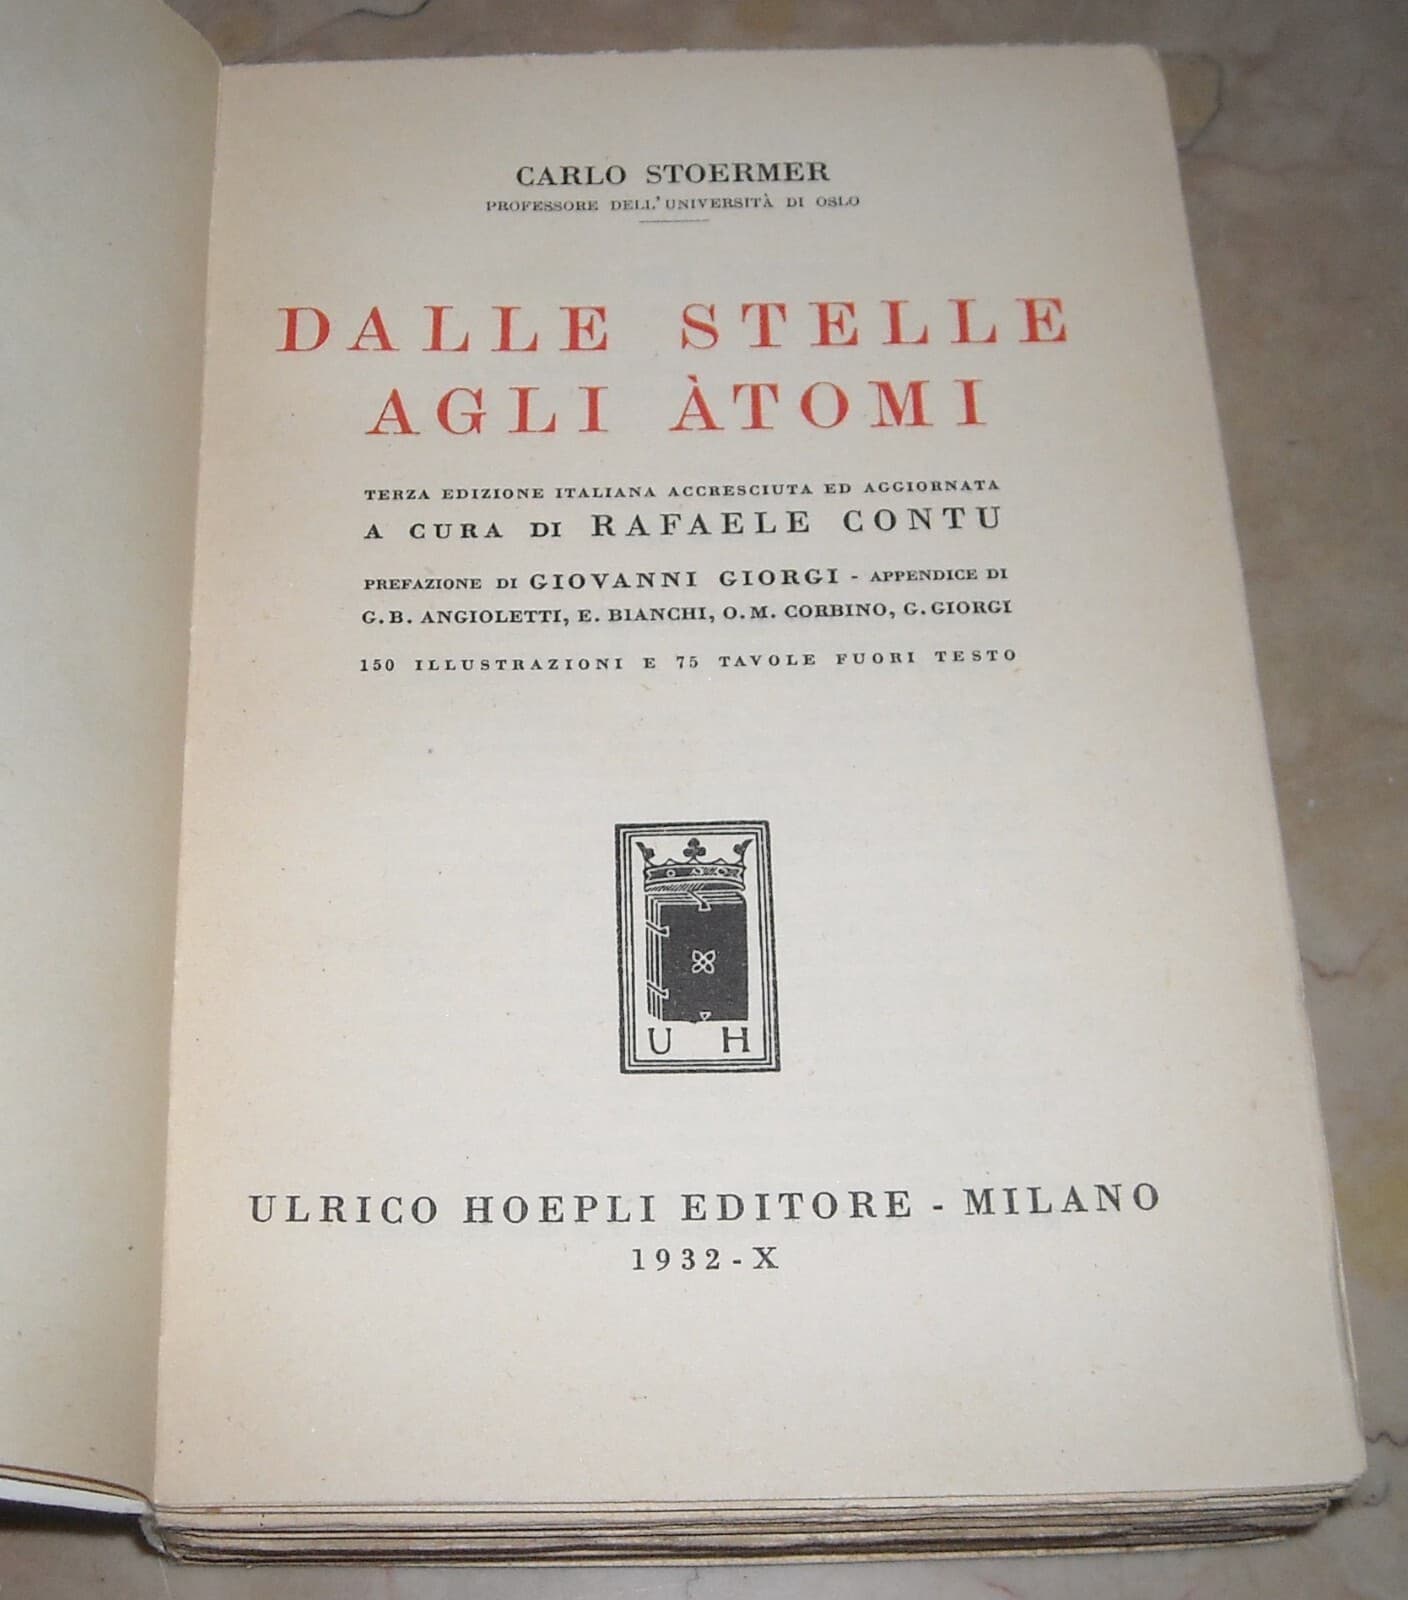 CARLO STOERMER
PROFESSORE DELL'UNIVERSITÀ DI OSLO
DALLE STELLE
AGLI ÀTOMI
TERZA EDIZIONE ITALIANA ACCRESCIUTA ED AGGIORNATA
A CURA DI RAFAELE CONTU
PREFAZIONE DI GIOVANNI GIORGI - APPENDICE DI
G. B. ANGIOLETTI, E. BIANCHI, O. M. CORBINO, G. GIORGI
150 ILLUSTRAZIONI E 75 TAVOLE FUORI TESTO
U H
ULRICO HOEPLI EDITORE - MILANO
1932 - X